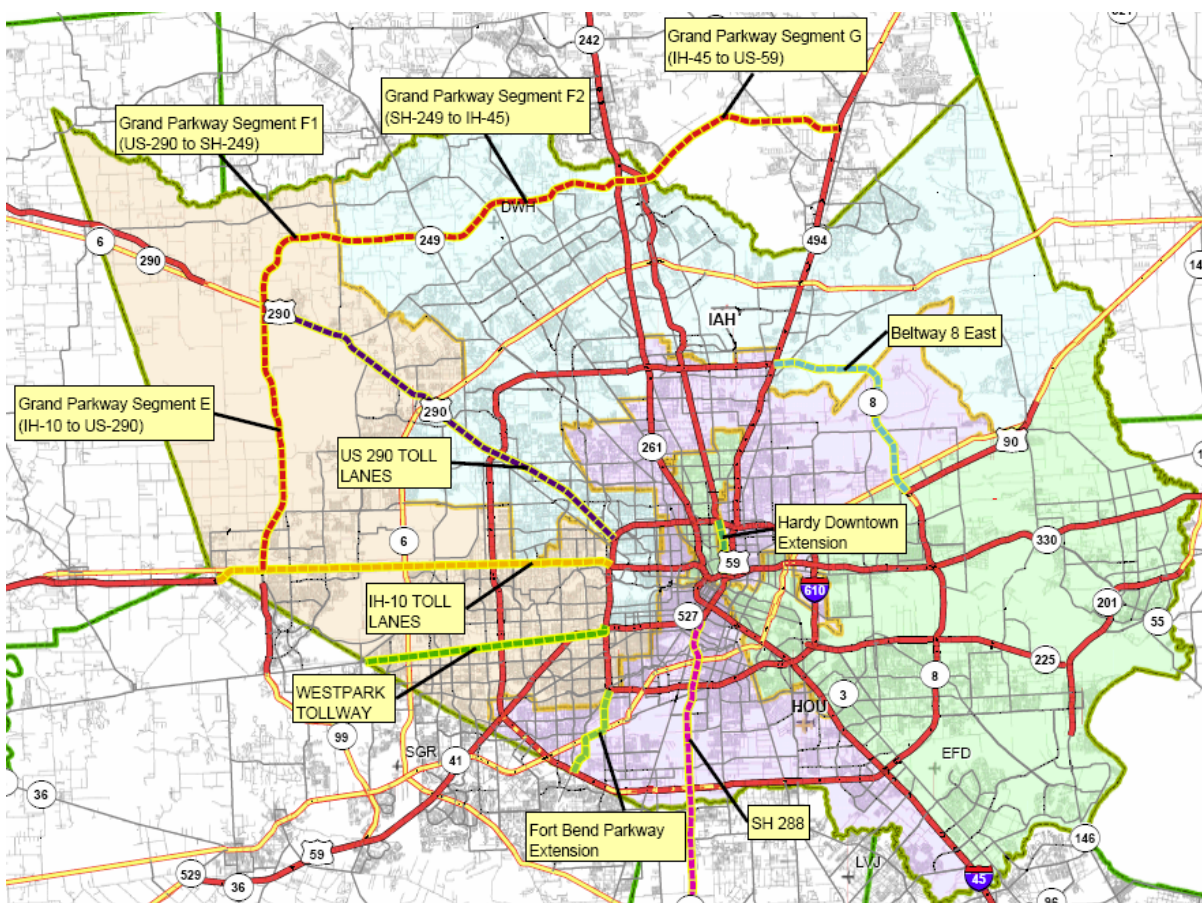 242
Grand Parkway Segment G
(IH-45 to US-59)
Grand Parkway Segment F2
(SH-249 to IH-45)
Grand Parkway Segment F1
(US-290 to SH-249)
DWH
6
249
494
290
290
IAH
Beltway 8 East
Grand Parkway Segment E
(IH-10 to US-290)
8
290
US 290 TOLL
LANES
261
90
Hardy Downtown
Extension
6
330
59
IH-10 TOLL
LANES
610
201
527
55
225
WESTPARK
TOLLWAY
8
3
HOU
99
SGR
41
EFD
36
36
Fort Bend Parkway
Extension
SH 288
146
59
LVJ
529
36
45
96